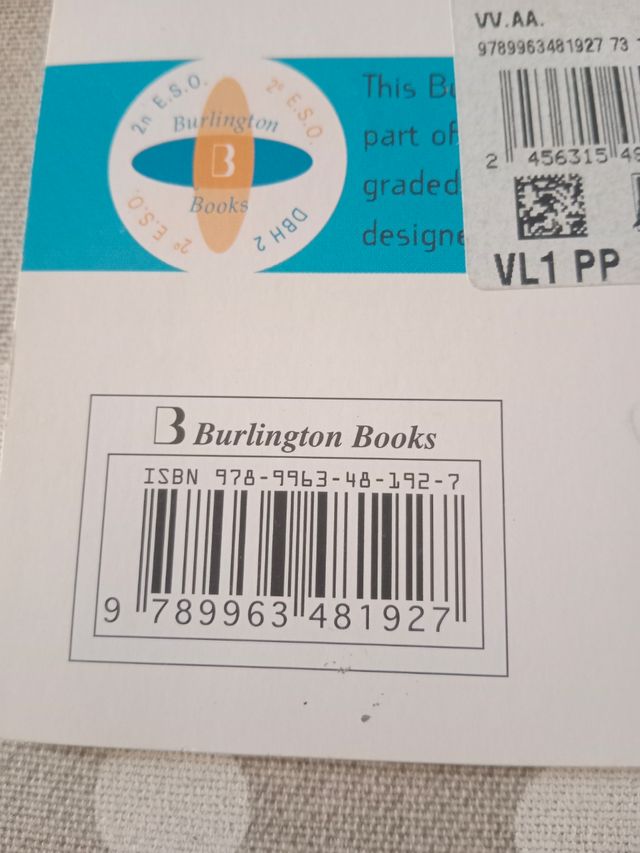 VV.AA.
9789963481927 73
2 456315 48
VL1 PP
2n E.S.O.
2º E.S.O.
Burlington
B
Books
2º E.S.O.
DBH 2
This
part of
graded
designe
B Burlington Books
ISBN 978-9963-48-192-7
9 789963 481927